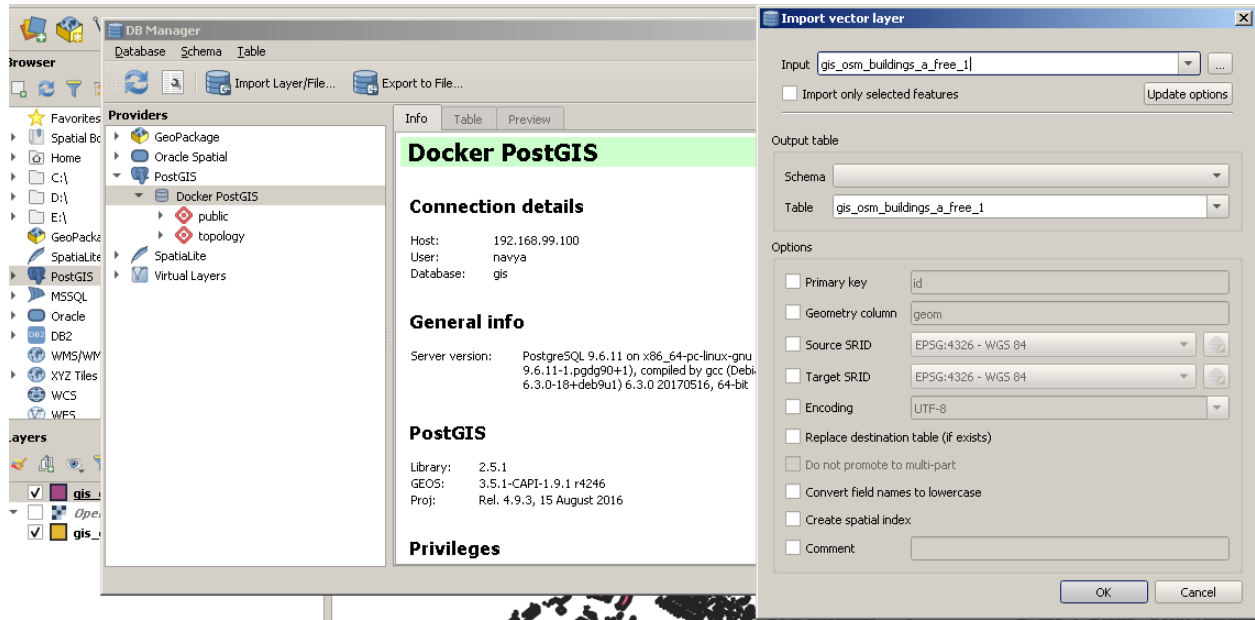 DB Manager
Database Schema Table
Import Layer/File... Export to File...
Browser
Favorites
Spatial Bo
Home
C:\
D:\
E:\
GeoPacka
SpatiaLite
PostGIS
MSSQL
Oracle
DB2
WMS/WM
XYZ Tiles
WCS
WFS
Layers
gis_
Ope
gis_
Providers
GeoPackage
Oracle Spatial
PostGIS
Docker PostGIS
public
topology
SpatiaLite
Virtual Layers
Info Table Preview
Docker PostGIS
Connection details
Host: 192.168.99.100
User: navya
Database: gis
General info
Server version: PostgreSQL 9.6.11 on x86_64-pc-linux-gnu
9.6.11-1.pgdg90+1), compiled by gcc (Debia
6.3.0-18+deb9u1) 6.3.0 20170516, 64-bit
PostGIS
Library: 2.5.1
GEOS: 3.5.1-CAPI-1.9.1 r4246
Proj: Rel. 4.9.3, 15 August 2016
Privileges
Import vector layer
Input gis_osm_buildings_a_free_1 ...
Import only selected features Update options
Output table
Schema
Table gis_osm_buildings_a_free_1
Options
Primary key id
Geometry column geom
Source SRID EPSG:4326 - WGS 84
Target SRID EPSG:4326 - WGS 84
Encoding UTF-8
Replace destination table (if exists)
Do not promote to multi-part
Convert field names to lowercase
Create spatial index
Comment
OK Cancel